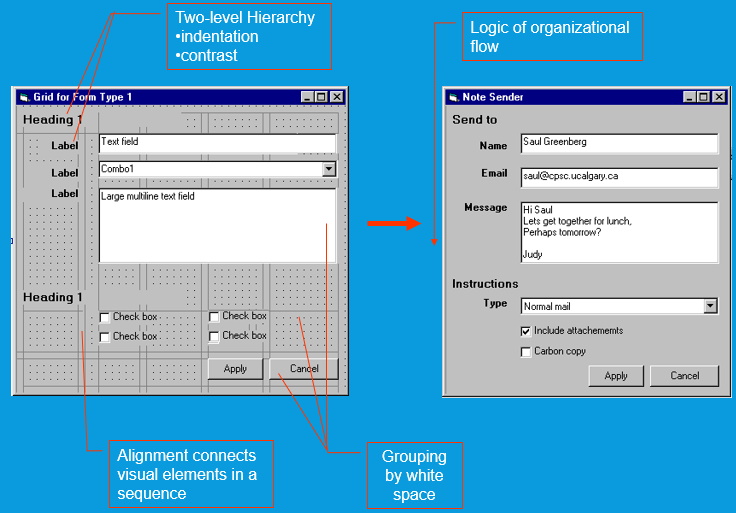 Two-level Hierarchy
•indentation
•contrast
Logic of organizational
flow
Grid for Form Type 1
Heading 1
Label
Text field
Label
Combo1
Label
Large multiline text field
Heading 1
Check box
Check box
Check box
Check box
Apply
Cancel
Note Sender
Send to
Name
Saul Greenberg
Email
saul@cpsc.ucalgary.ca
Message
Hi Saul
Lets get together for lunch,
Perhaps tomorrow?
Judy
Instructions
Type
Normal mail
Include attachememts
Carbon copy
Apply
Cancel
Alignment connects
visual elements in a
sequence
Grouping
by white
space